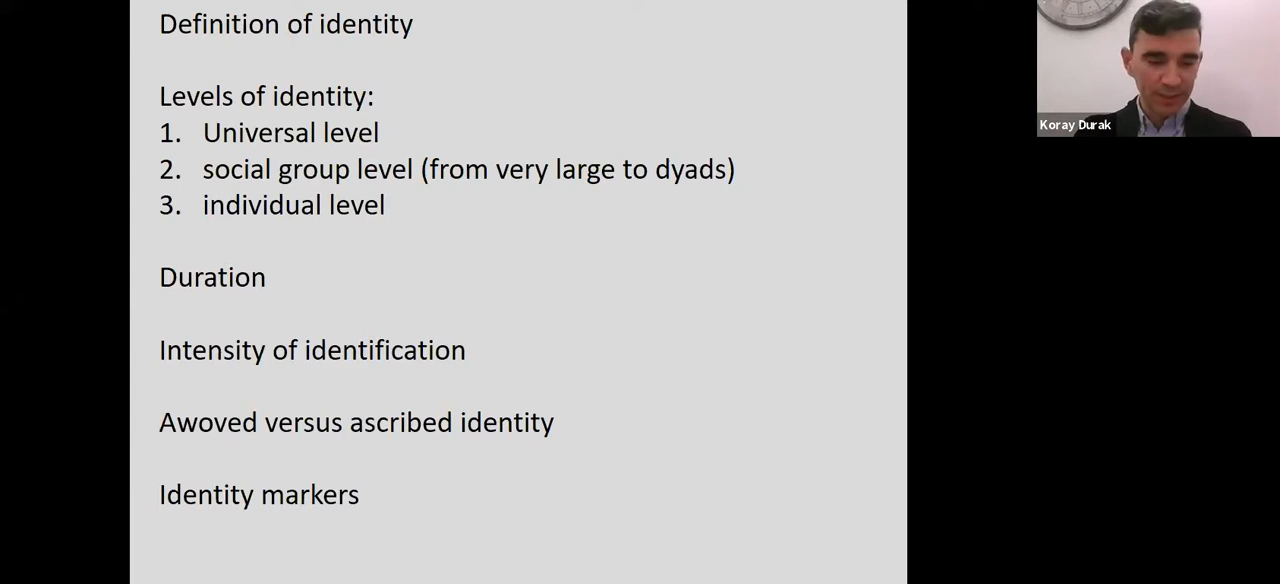 Definition of identity
Levels of identity:
1. Universal level
2. social group level (from very large to dyads)
3. individual level
Duration
Intensity of identification
Awoved versus ascribed identity
Identity markers
Koray Durak